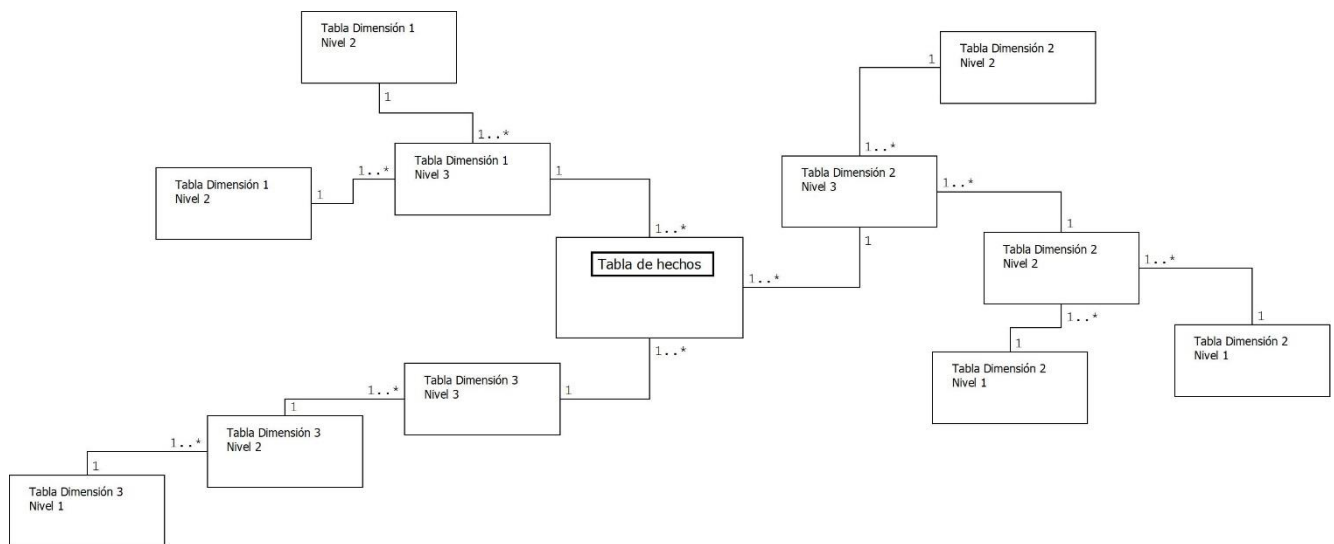 Tabla Dimensión 1
Nivel 2
1
1..*
Tabla Dimensión 1
Nivel 3
1
1..*
Tabla Dimensión 1
Nivel 2
1
1..*
Tabla de hechos
1..*
1..*
Tabla Dimensión 2
Nivel 2
1
1..*
Tabla Dimensión 2
Nivel 3
1
1..*
1
Tabla Dimensión 2
Nivel 2
1..*
1..*
1
Tabla Dimensión 2
Nivel 1
1
Tabla Dimensión 2
Nivel 1
Tabla Dimensión 3
Nivel 3
1
1..*
1
Tabla Dimensión 3
Nivel 2
1..*
1
Tabla Dimensión 3
Nivel 1